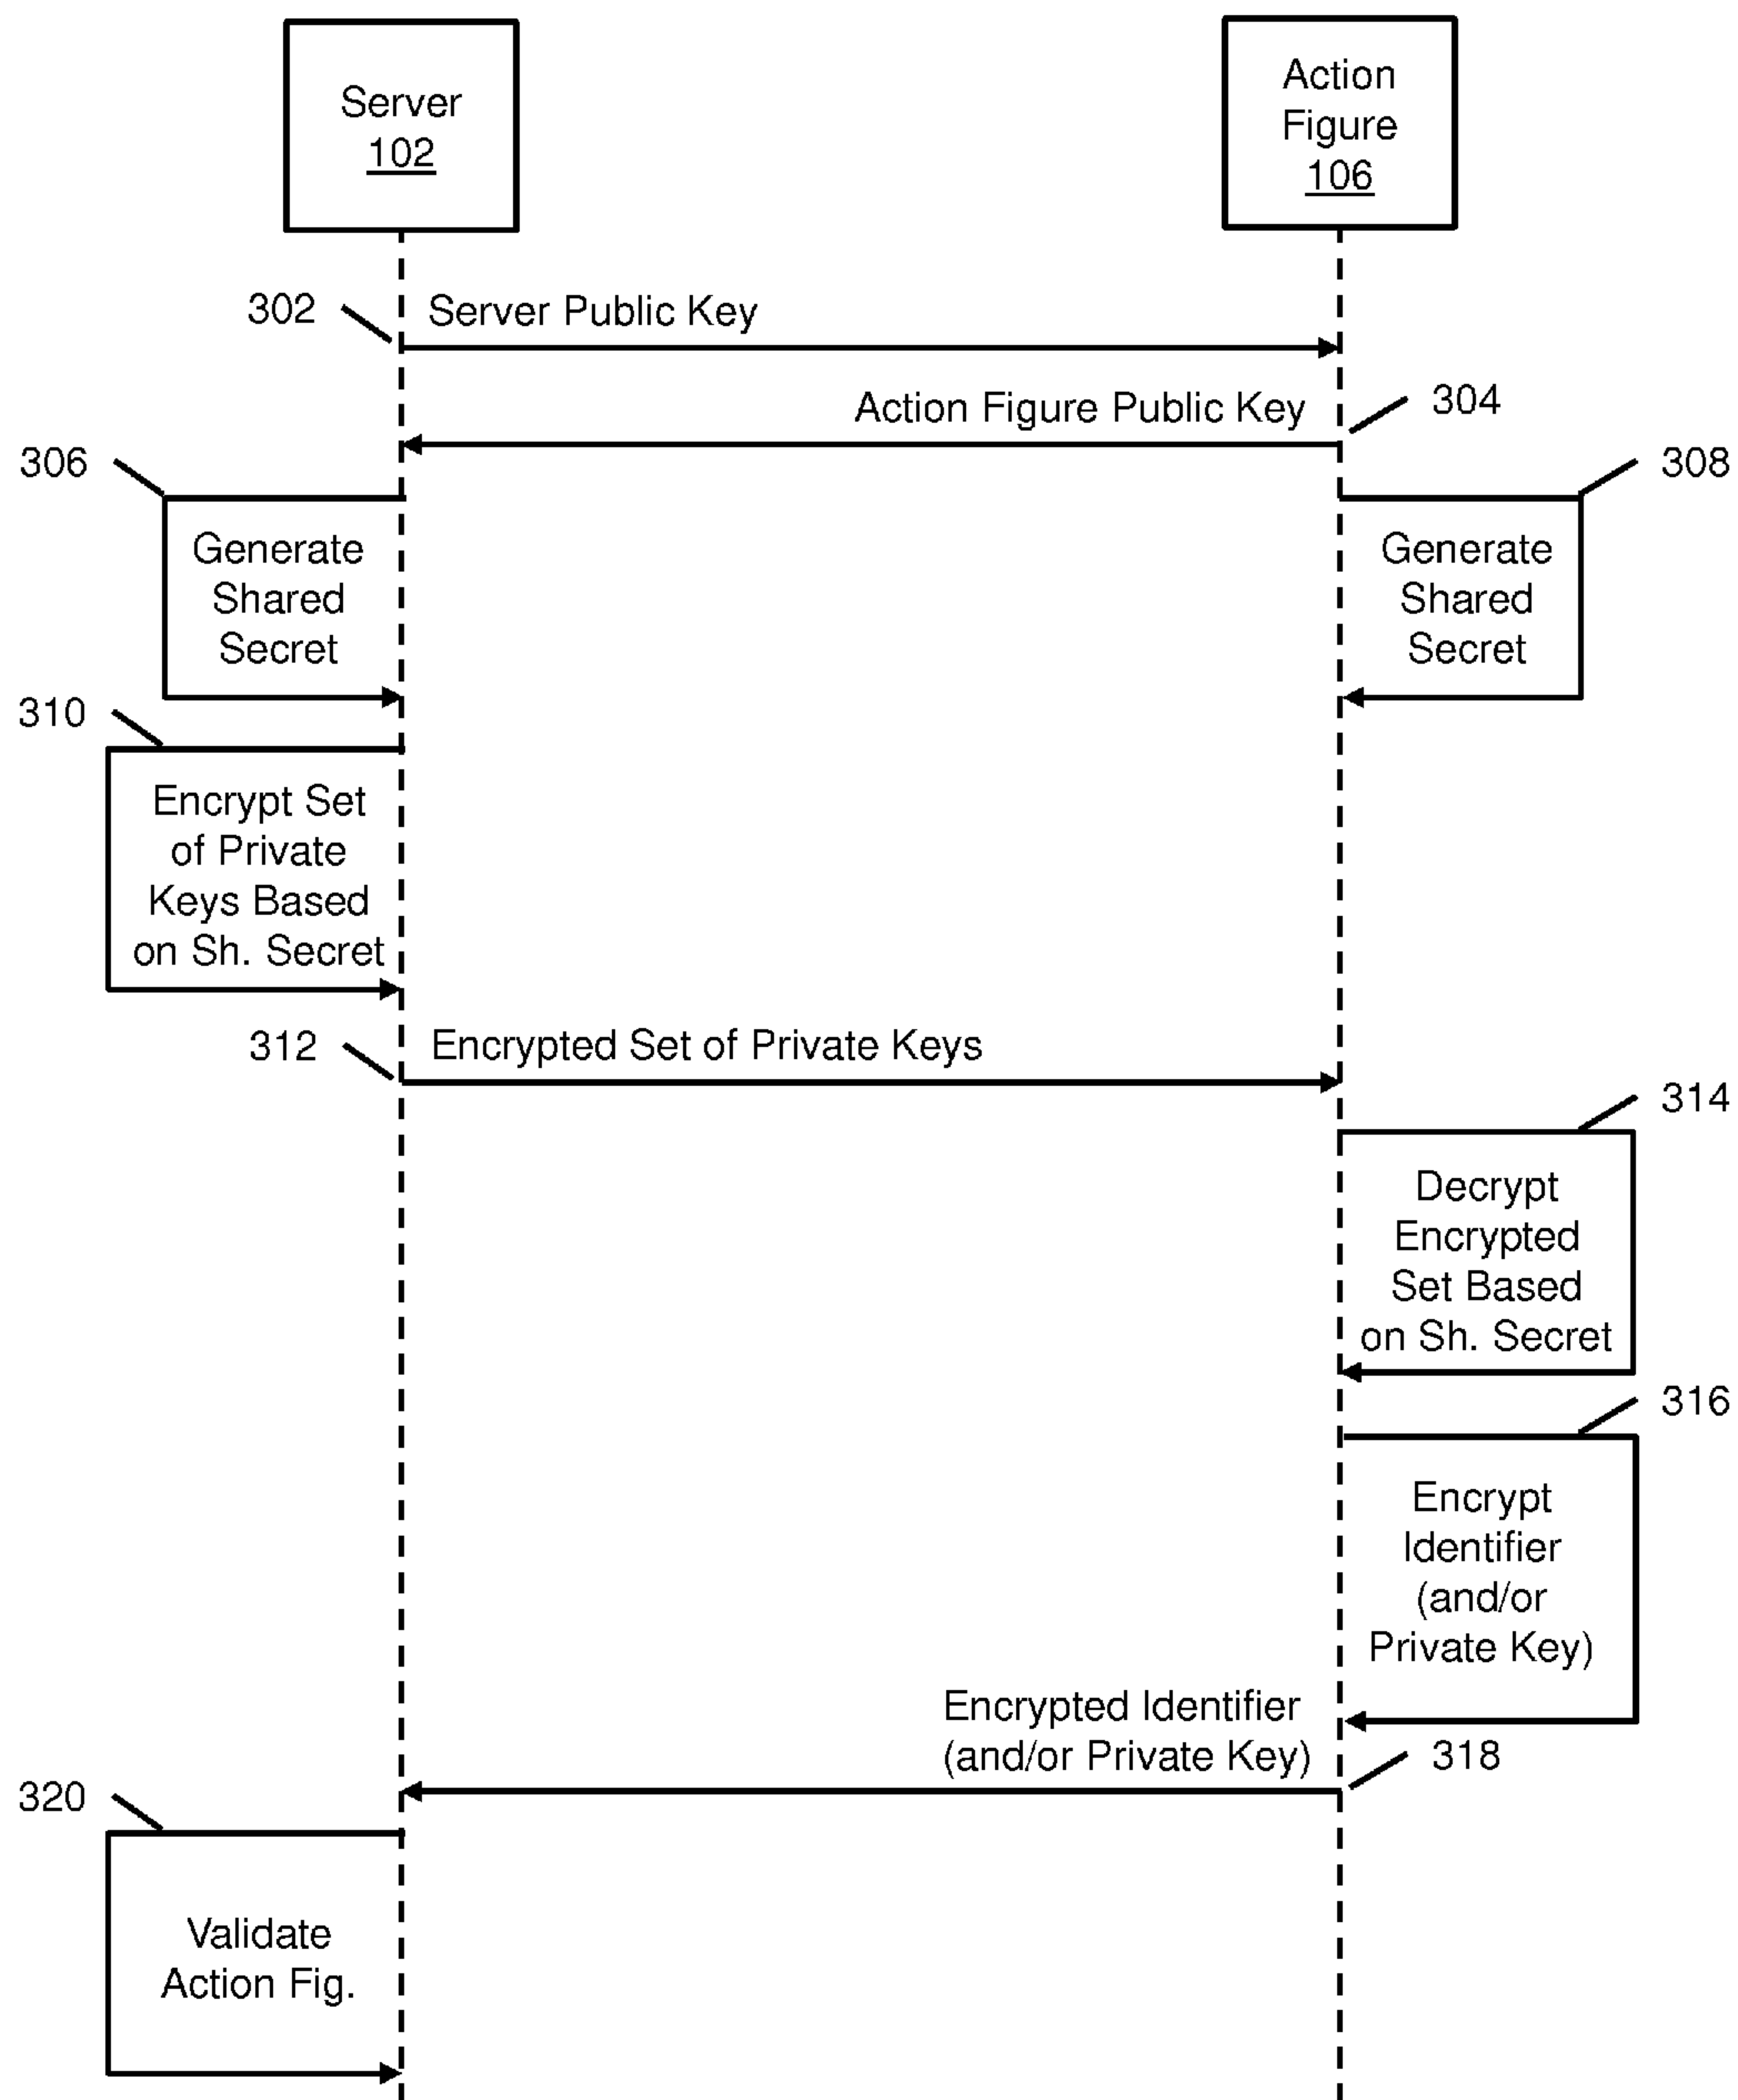 Server
102
Action
Figure
106
302
Server Public Key
Action Figure Public Key
304
306
308
Generate
Shared
Secret
Generate
Shared
Secret
310
Encrypt Set
of Private
Keys Based
on Sh. Secret
312
Encrypted Set of Private Keys
314
Decrypt
Encrypted
Set Based
on Sh. Secret
316
Encrypt
Identifier
(and/or
Private Key)
Encrypted Identifier
(and/or Private Key)
318
320
Validate
Action Fig.